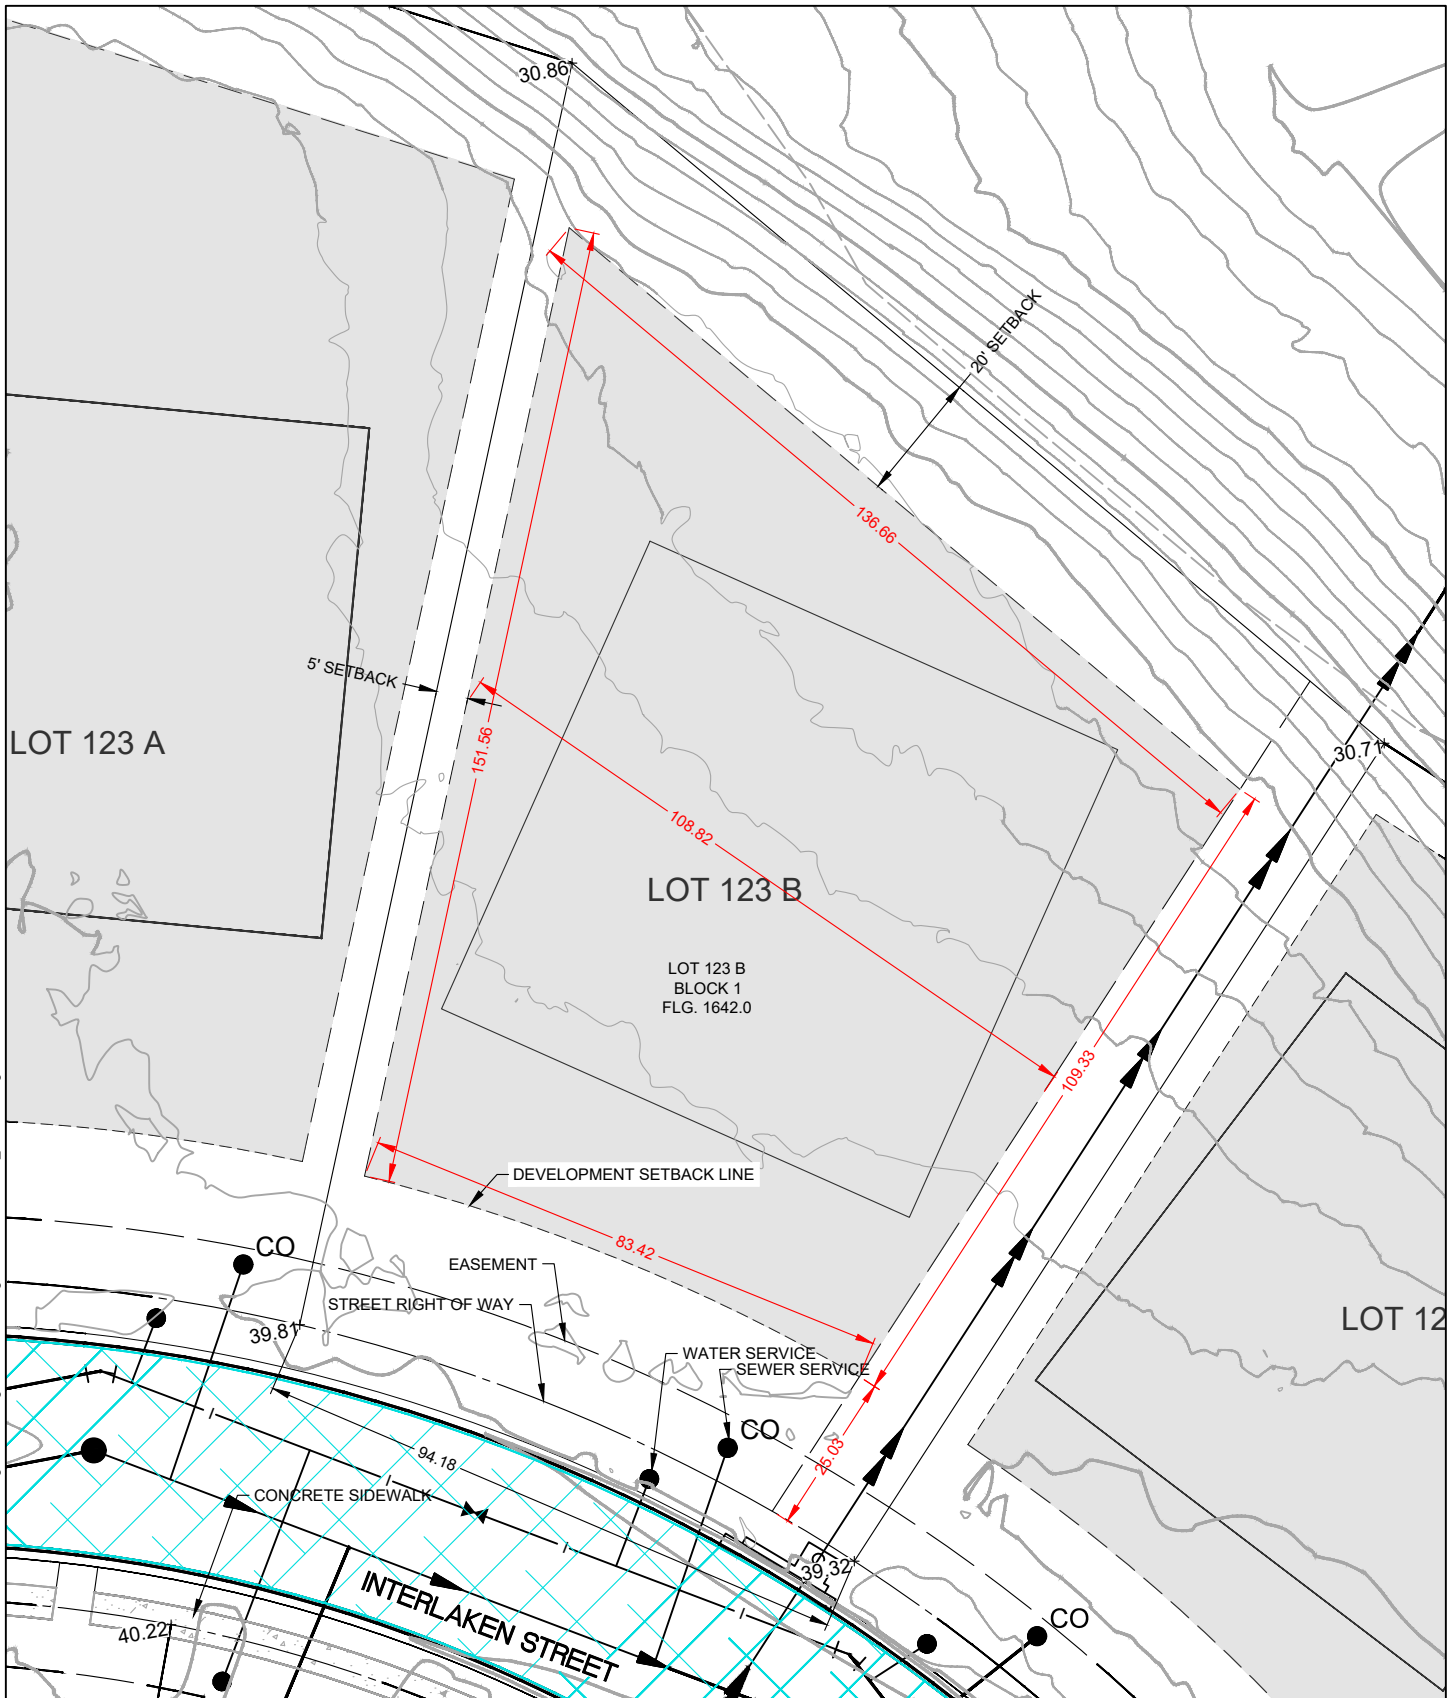 30.86
20' SETBACK
136.66
5' SETBACK
151.56
LOT 123 A
30.71
108.82
LOT 123 B
LOT 123 B
BLOCK 1
FLG. 1642.0
109.33
DEVELOPMENT SETBACK LINE
83.42
CO
EASEMENT
STREET RIGHT OF WAY
39.81
LOT 12
WATER SERVICE
SEWER SERVICE
CO
94.18
25.03
CONCRETE SIDEWALK
39.32
INTERLAKEN STREET
CO
40.22